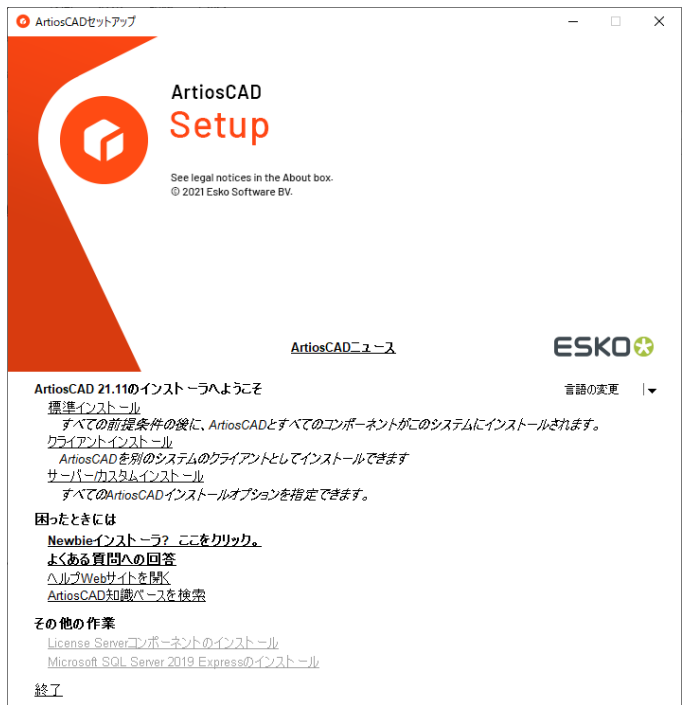 ArtiosCADセットアップ
ArtiosCAD
Setup
See legal notices in the About box.
© 2021 Esko Software BV.
ArtiosCADニュース
ESKO
ArtiosCAD 21.11のインストーラへようこそ
言語の変更
標準インストール
すべての前提条件の後に、ArtiosCADとすべてのコンポーネントがこのシステムにインストールされます。
クライアントインストール
ArtiosCADを別のシステムのクライアントとしてインストールできます
サーバー/カスタムインストール
すべてのArtiosCADインストールオプションを指定できます。
困ったときには
Newbieインストーラ? ここをクリック。
よくある質問への回答
ヘルプWebサイトを開く
ArtiosCAD知識ベースを検索
その他の作業
License Serverコンポーネントのインストール
Microsoft SQL Server 2019 Expressのインストール
終了